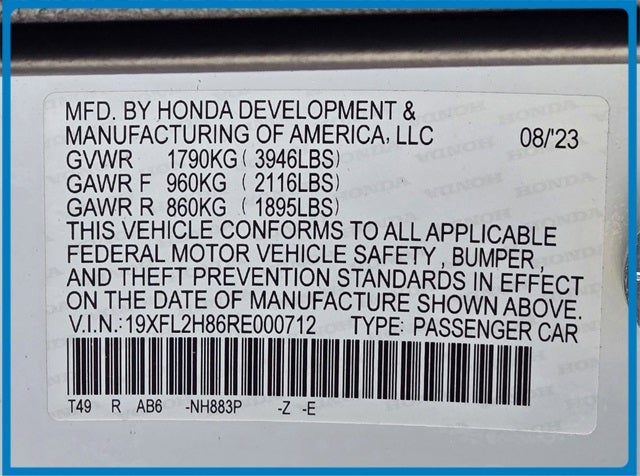 MFD. BY HONDA DEVELOPMENT &
MANUFACTURING OF AMERICA, LLC 08/'23
GVWR 1790KG ( 3946LBS)
GAWR F 960KG ( 2116LBS)
GAWR R 860KG ( 1895LBS)
THIS VEHICLE CONFORMS TO ALL APPLICABLE
FEDERAL MOTOR VEHICLE SAFETY, BUMPER,
AND THEFT PREVENTION STANDARDS IN EFFECT
ON THE DATE OF MANUFACTURE SHOWN ABOVE.
V.I.N.:19XFL2H86RE000712 TYPE: PASSENGER CAR
T49 R AB6 -NH883P -Z -E